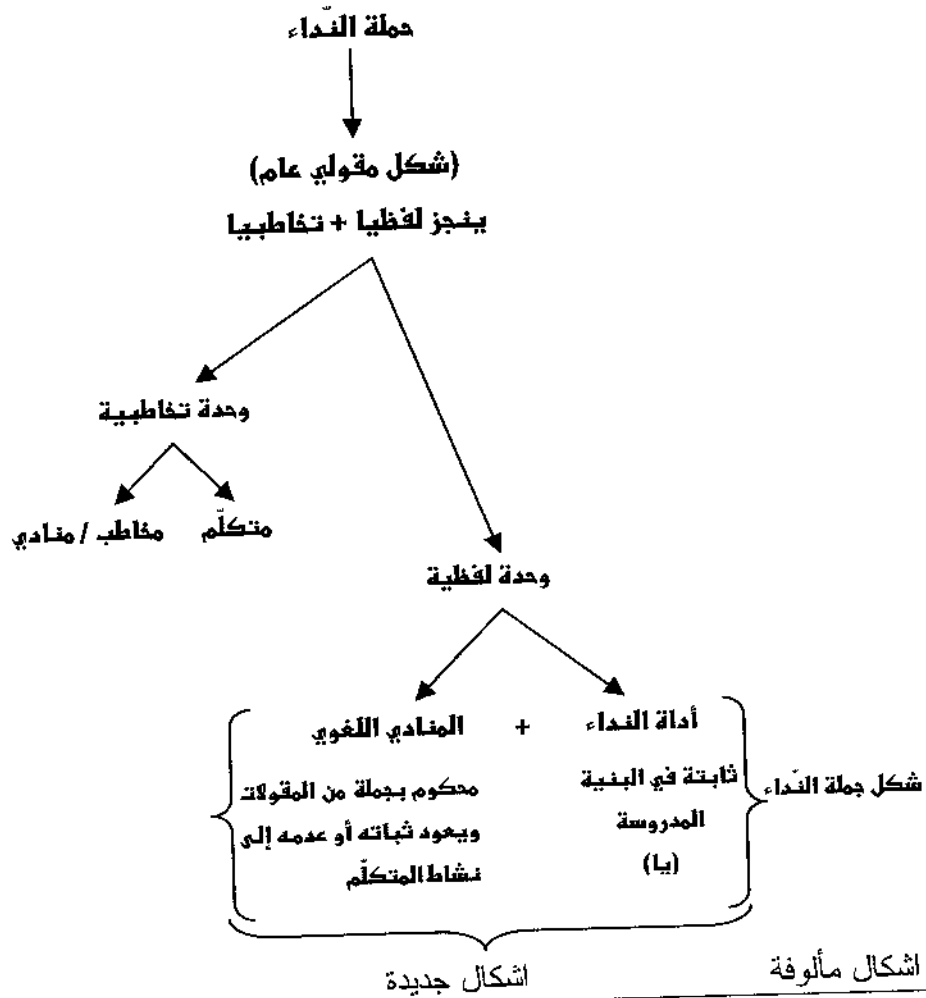 جملة النّداء
(شكل مقولي عام)
ينجز لفظيا + تخاطبيا
وحدة تخاطبية
متكلّم مخاطب / منادي
وحدة لفظية
أداة النداء + المنادي اللغوي
ثابتة في البنية
المدروسة
(يا)
محكوم بجملة من المقولات
ويعود ثباته أو عدمه إلى
نشاط المتكلّم
شكل جملة النّداء
اشكال مألوفة اشكال جديدة